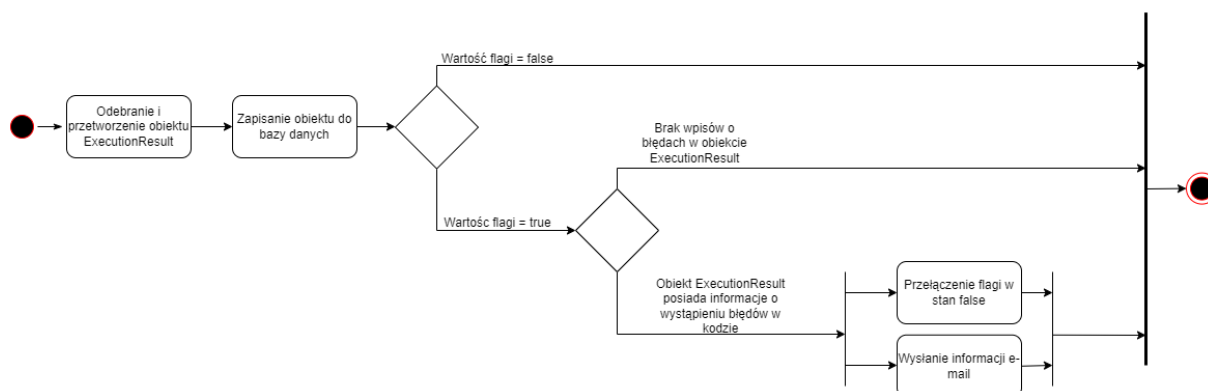 Odebranie i
przetworzenie obiektu
ExecutionResult
Zapisanie obiektu do
bazy danych
Wartość flagi = false
Wartośc flagi = true
Brak wpisów o
błędach w obiekcie
ExecutionResult
Obiekt ExecutionResult
posiada informacje o
wystąpieniu błędów w
kodzie
Przełączenie flagi w
stan false
Wysłanie informacji e-
mail